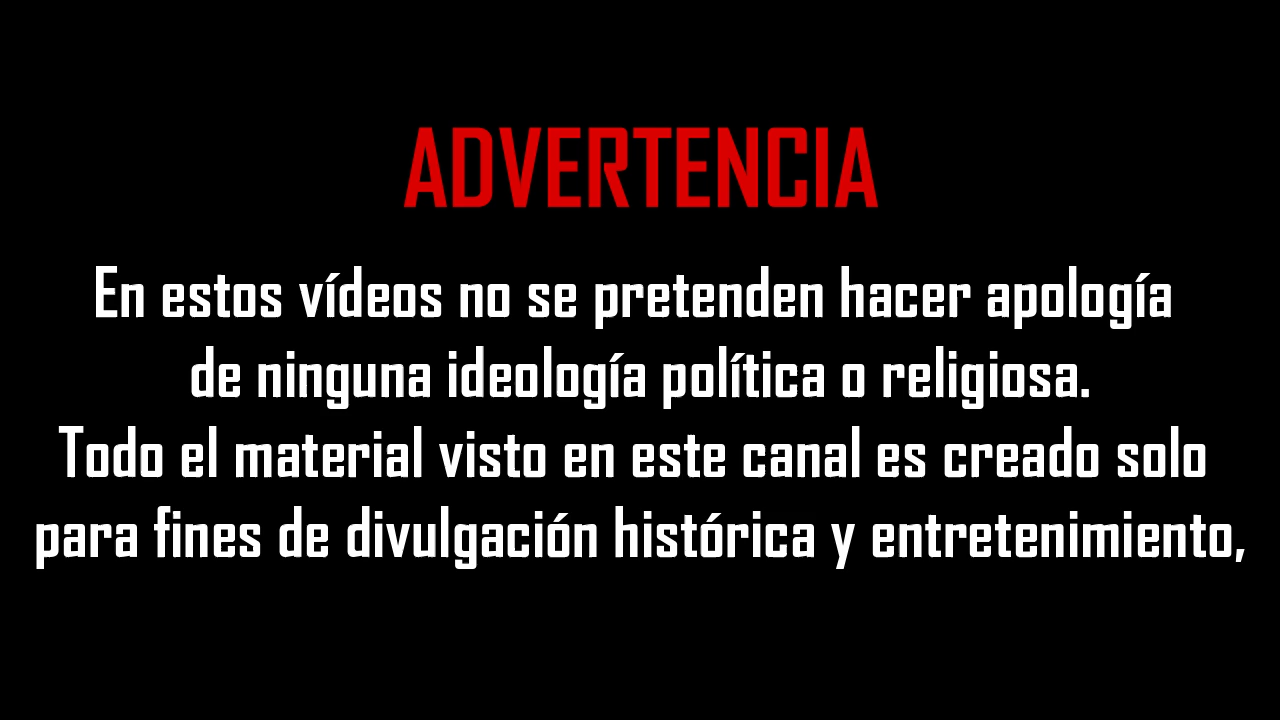 ADVERTENCIA
En estos vídeos no se pretenden hacer apología
de ninguna ideología política o religiosa.
Todo el material visto en este canal es creado solo
para fines de divulgación histórica y entretenimiento,